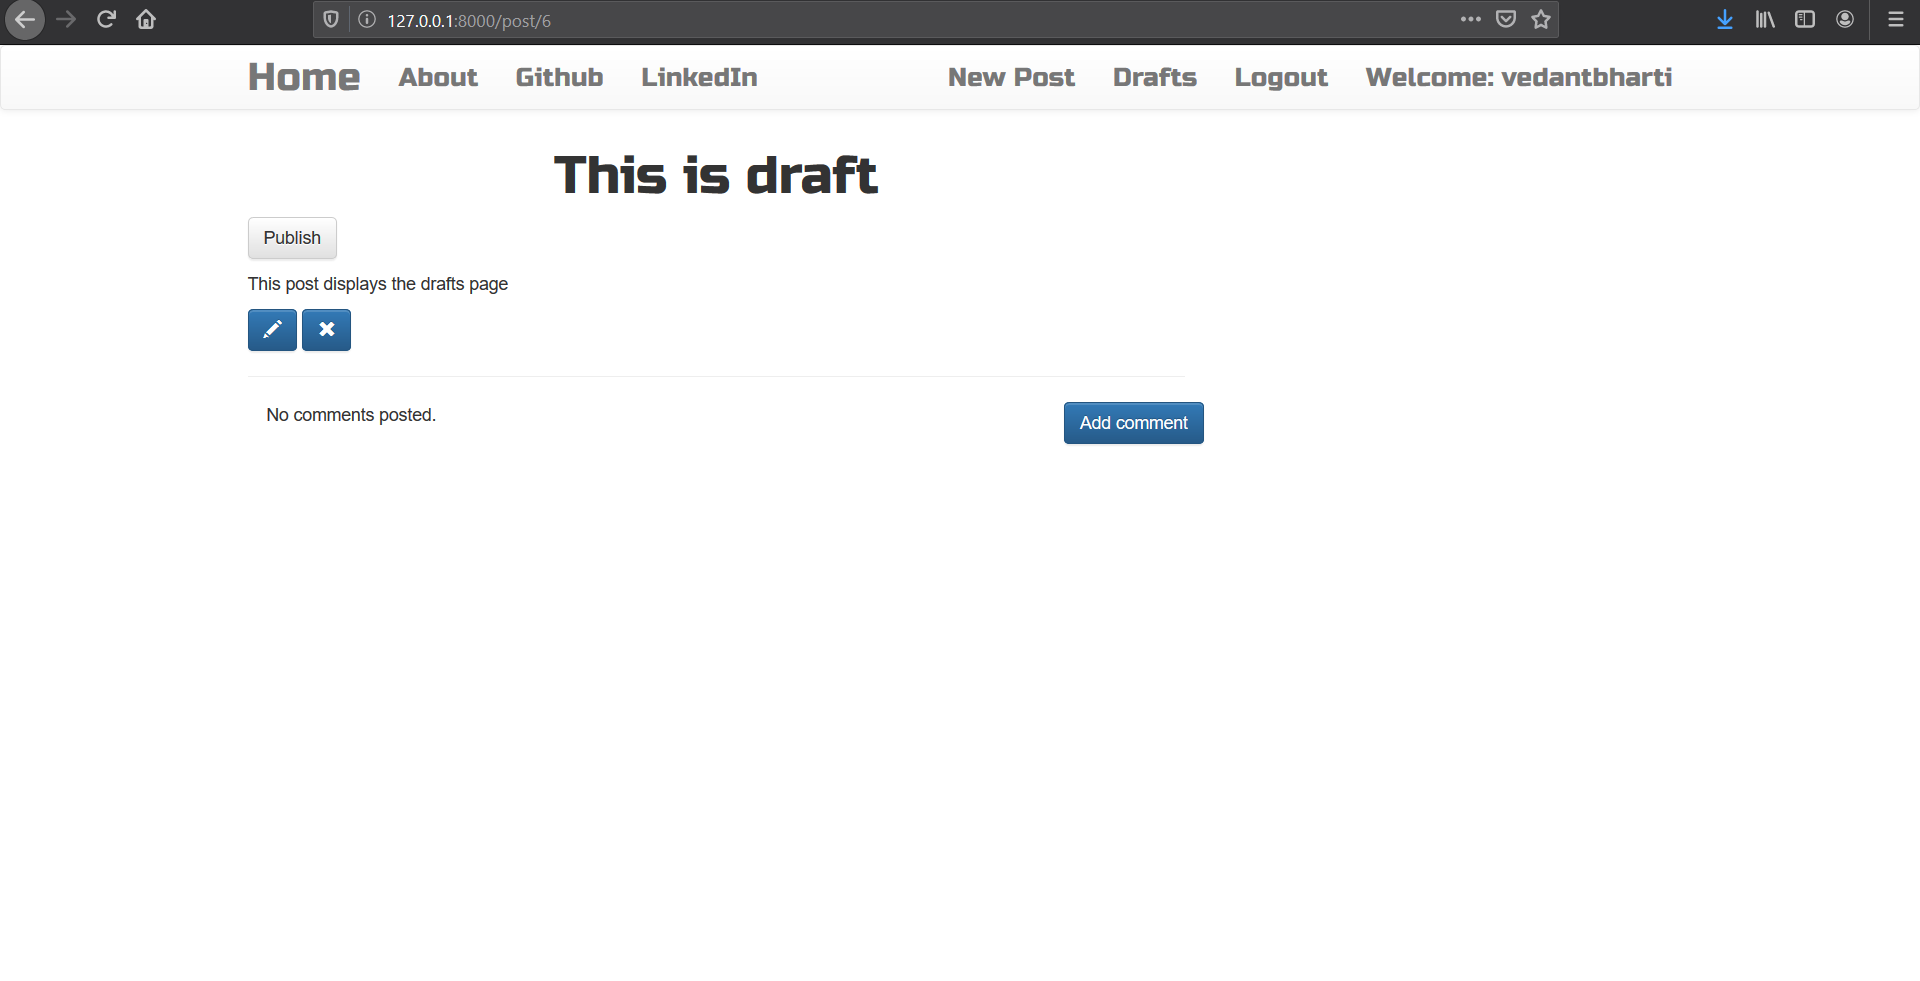 127.0.0.1:8000/post/6
Home About Github LinkedIn New Post Drafts Logout Welcome: vedantbharti
This is draft
Publish
This post displays the drafts page
No comments posted.
Add comment